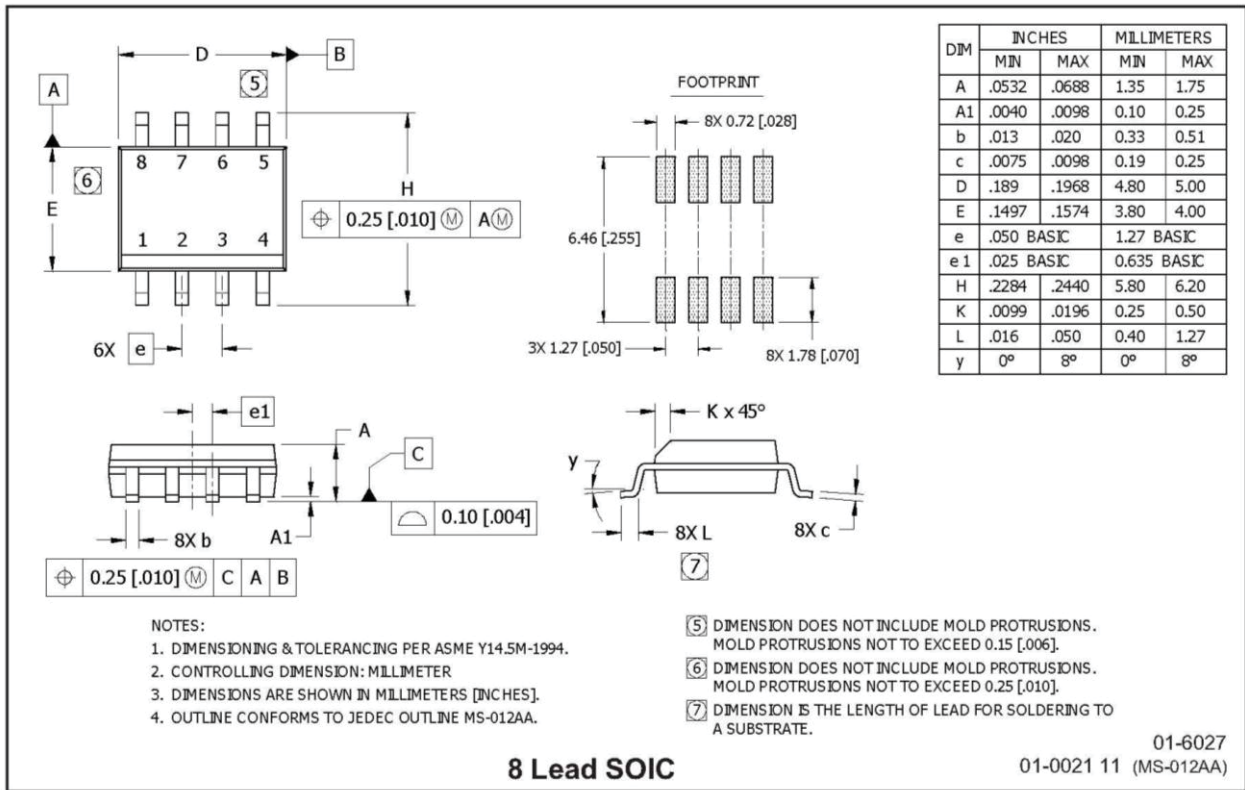 D
B
5
A
8 7 6 5
6
E
H
⌖ 0.25 [.010] Ⓜ A Ⓜ
1 2 3 4
6X e
FOOTPRINT
8X 0.72 [.028]
6.46 [.255]
3X 1.27 [.050]
8X 1.78 [.070]
DIM INCHES MILLIMETERS
MIN MAX MIN MAX
A .0532 .0688 1.35 1.75
A1 .0040 .0098 0.10 0.25
b .013 .020 0.33 0.51
c .0075 .0098 0.19 0.25
D .189 .1968 4.80 5.00
E .1497 .1574 3.80 4.00
e .050 BASIC 1.27 BASIC
e 1 .025 BASIC 0.635 BASIC
H .2284 .2440 5.80 6.20
K .0099 .0196 0.25 0.50
L .016 .050 0.40 1.27
y 0° 8° 0° 8°
e1
A
C
8X b
A1
0.10 [.004]
⌖ 0.25 [.010] Ⓜ C A B
K x 45°
y
8X L
8X c
7
NOTES:
1. DIMENSIONING & TOLERANCING PER ASME Y14.5M-1994.
2. CONTROLLING DIMENSION: MILLIMETER
3. DIMENSIONS ARE SHOWN IN MILLIMETERS [INCHES].
4. OUTLINE CONFORMS TO JEDEC OUTLINE MS-012AA.
5 DIMENSION DOES NOT INCLUDE MOLD PROTRUSIONS.
MOLD PROTRUSIONS NOT TO EXCEED 0.15 [.006].
6 DIMENSION DOES NOT INCLUDE MOLD PROTRUSIONS.
MOLD PROTRUSIONS NOT TO EXCEED 0.25 [.010].
7 DIMENSION IS THE LENGTH OF LEAD FOR SOLDERING TO
A SUBSTRATE.
8 Lead SOIC
01-6027
01-0021 11 (MS-012AA)